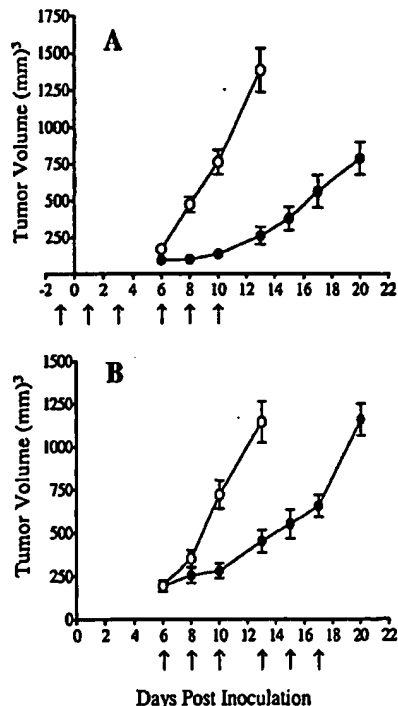 A
1750
1500
1250
1000
750
500
250
Tumor Volume (mm)³
-2 0 2 4 6 8 10 12 14 16 18 20 22
↑ ↑ ↑ ↑ ↑ ↑
B
1500
1250
1000
750
500
250
0
Tumor Volume (mm)³
0 2 4 6 8 10 12 14 16 18 20 22
↑ ↑ ↑ ↑ ↑ ↑
Days Post Inoculation